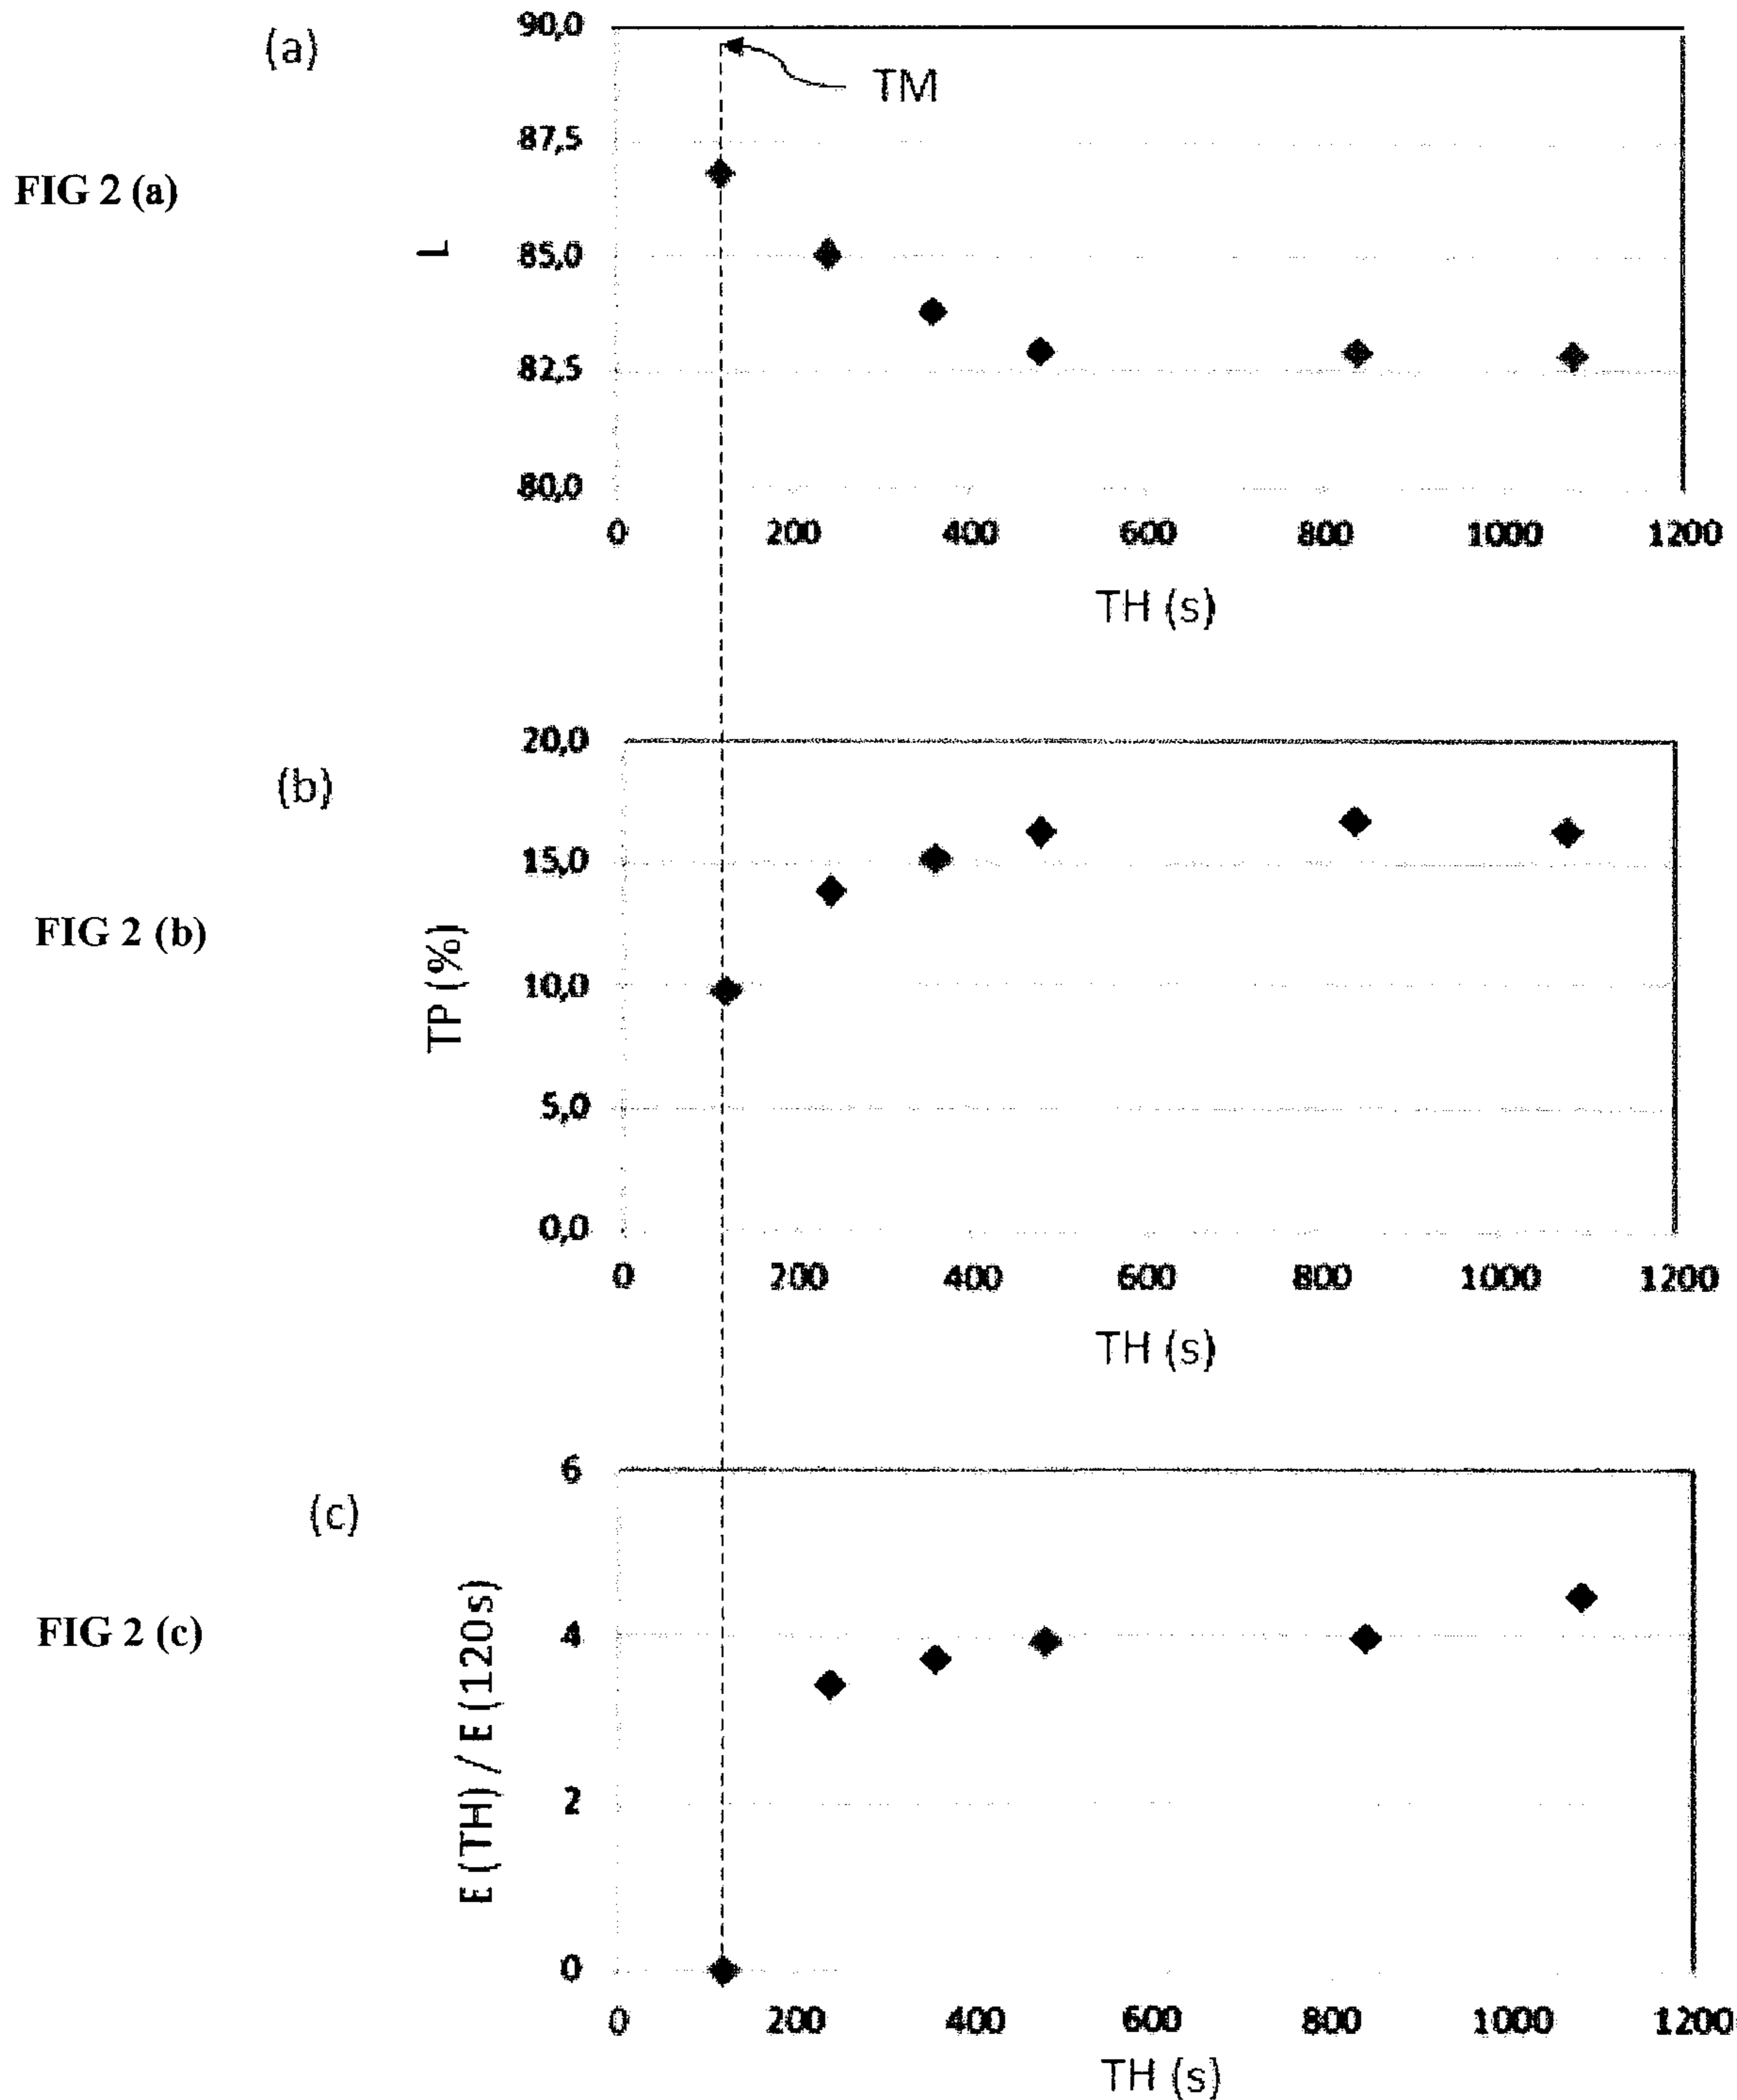 (a)
FIG 2 (a)
TM
L
90,0
87,5
85,0
82,5
80,0
0 200 400 600 800 1000 1200
TH (s)
(b)
FIG 2 (b)
TP (%)
20,0
15,0
10,0
5,0
0,0
0 200 400 600 800 1000 1200
TH (s)
(c)
FIG 2 (c)
E (TH) / E (120s)
6
4
2
0
0 200 400 600 800 1000 1200
TH (s)